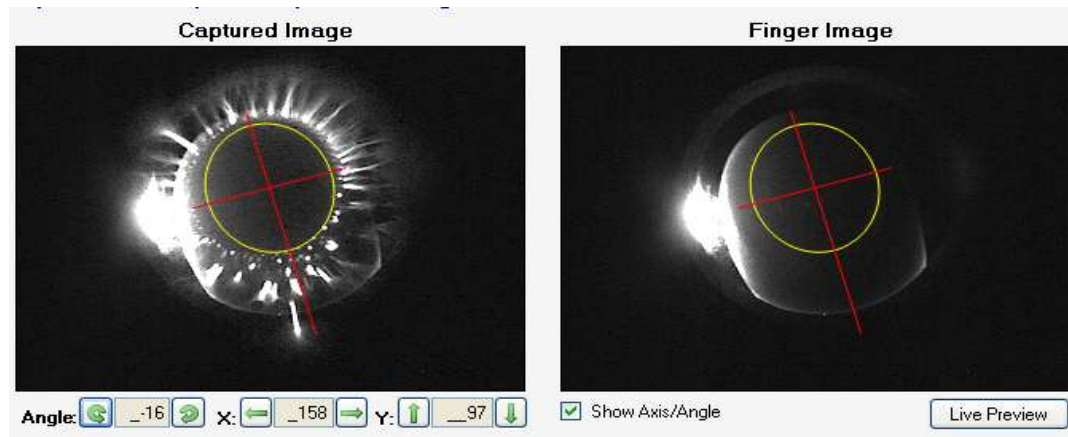 Captured Image
Finger Image
Angle: _-16 X: _158 Y: __97
Show Axis/Angle
Live Preview